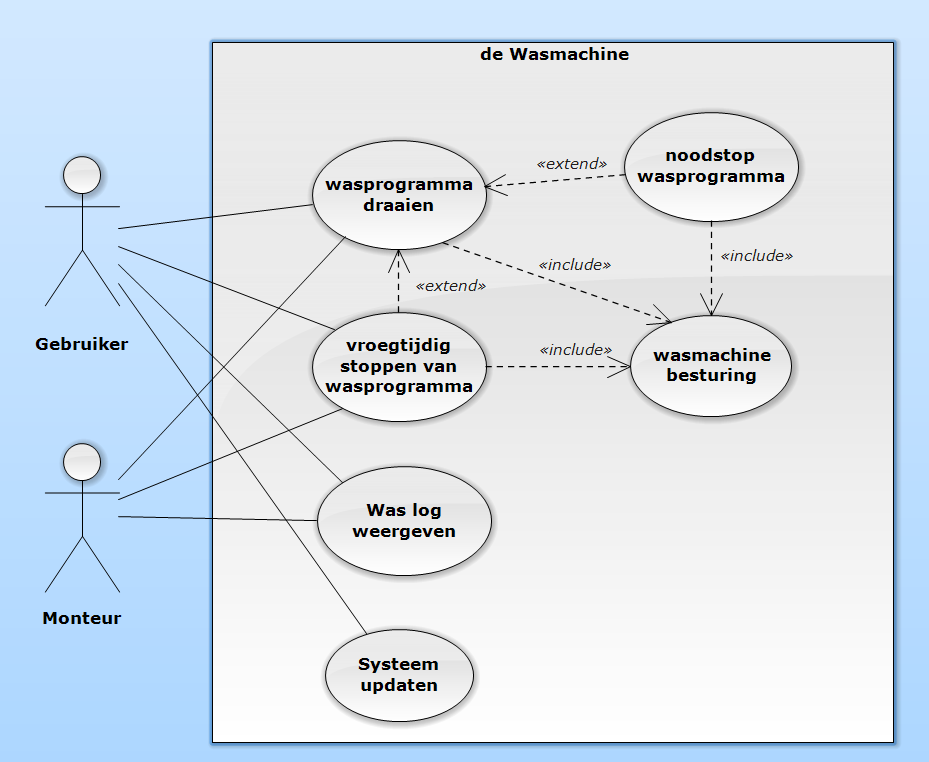 de Wasmachine
noodstop
wasprogramma
«extend»
wasprogramma
draaien
«include»
«include»
«extend»
Gebruiker
vroegtijdig
stoppen van
wasprogramma
«include»
wasmachine
besturing
Was log
weergeven
Monteur
Systeem
updaten